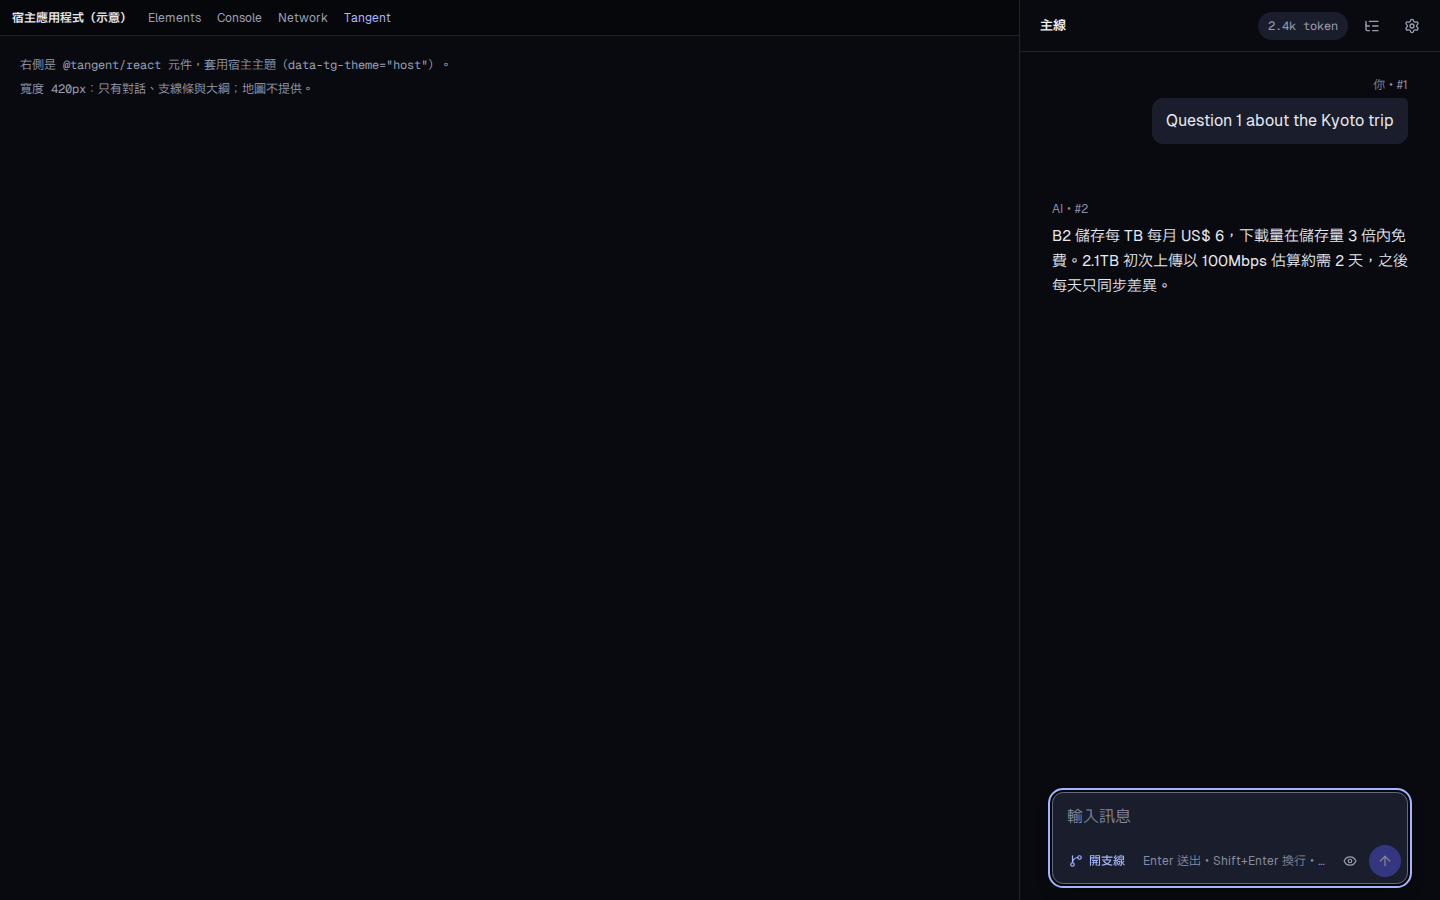 宿主應用程式（示意） Elements Console Network Tangent
右側是 @tangent/react 元件，套用宿主主題（data-tg-theme="host"）。
寬度 420px：只有對話、支線條與大綱；地圖不提供。
主線 2.4k token
你・#1
Question 1 about the Kyoto trip
AI・#2
B2 儲存每 TB 每月 US$ 6，下載量在儲存量 3 倍內免
費。2.1TB 初次上傳以 100Mbps 估算約需 2 天，之後
每天只同步差異。
輸入訊息
開支線 Enter 送出・Shift+Enter 換行・…